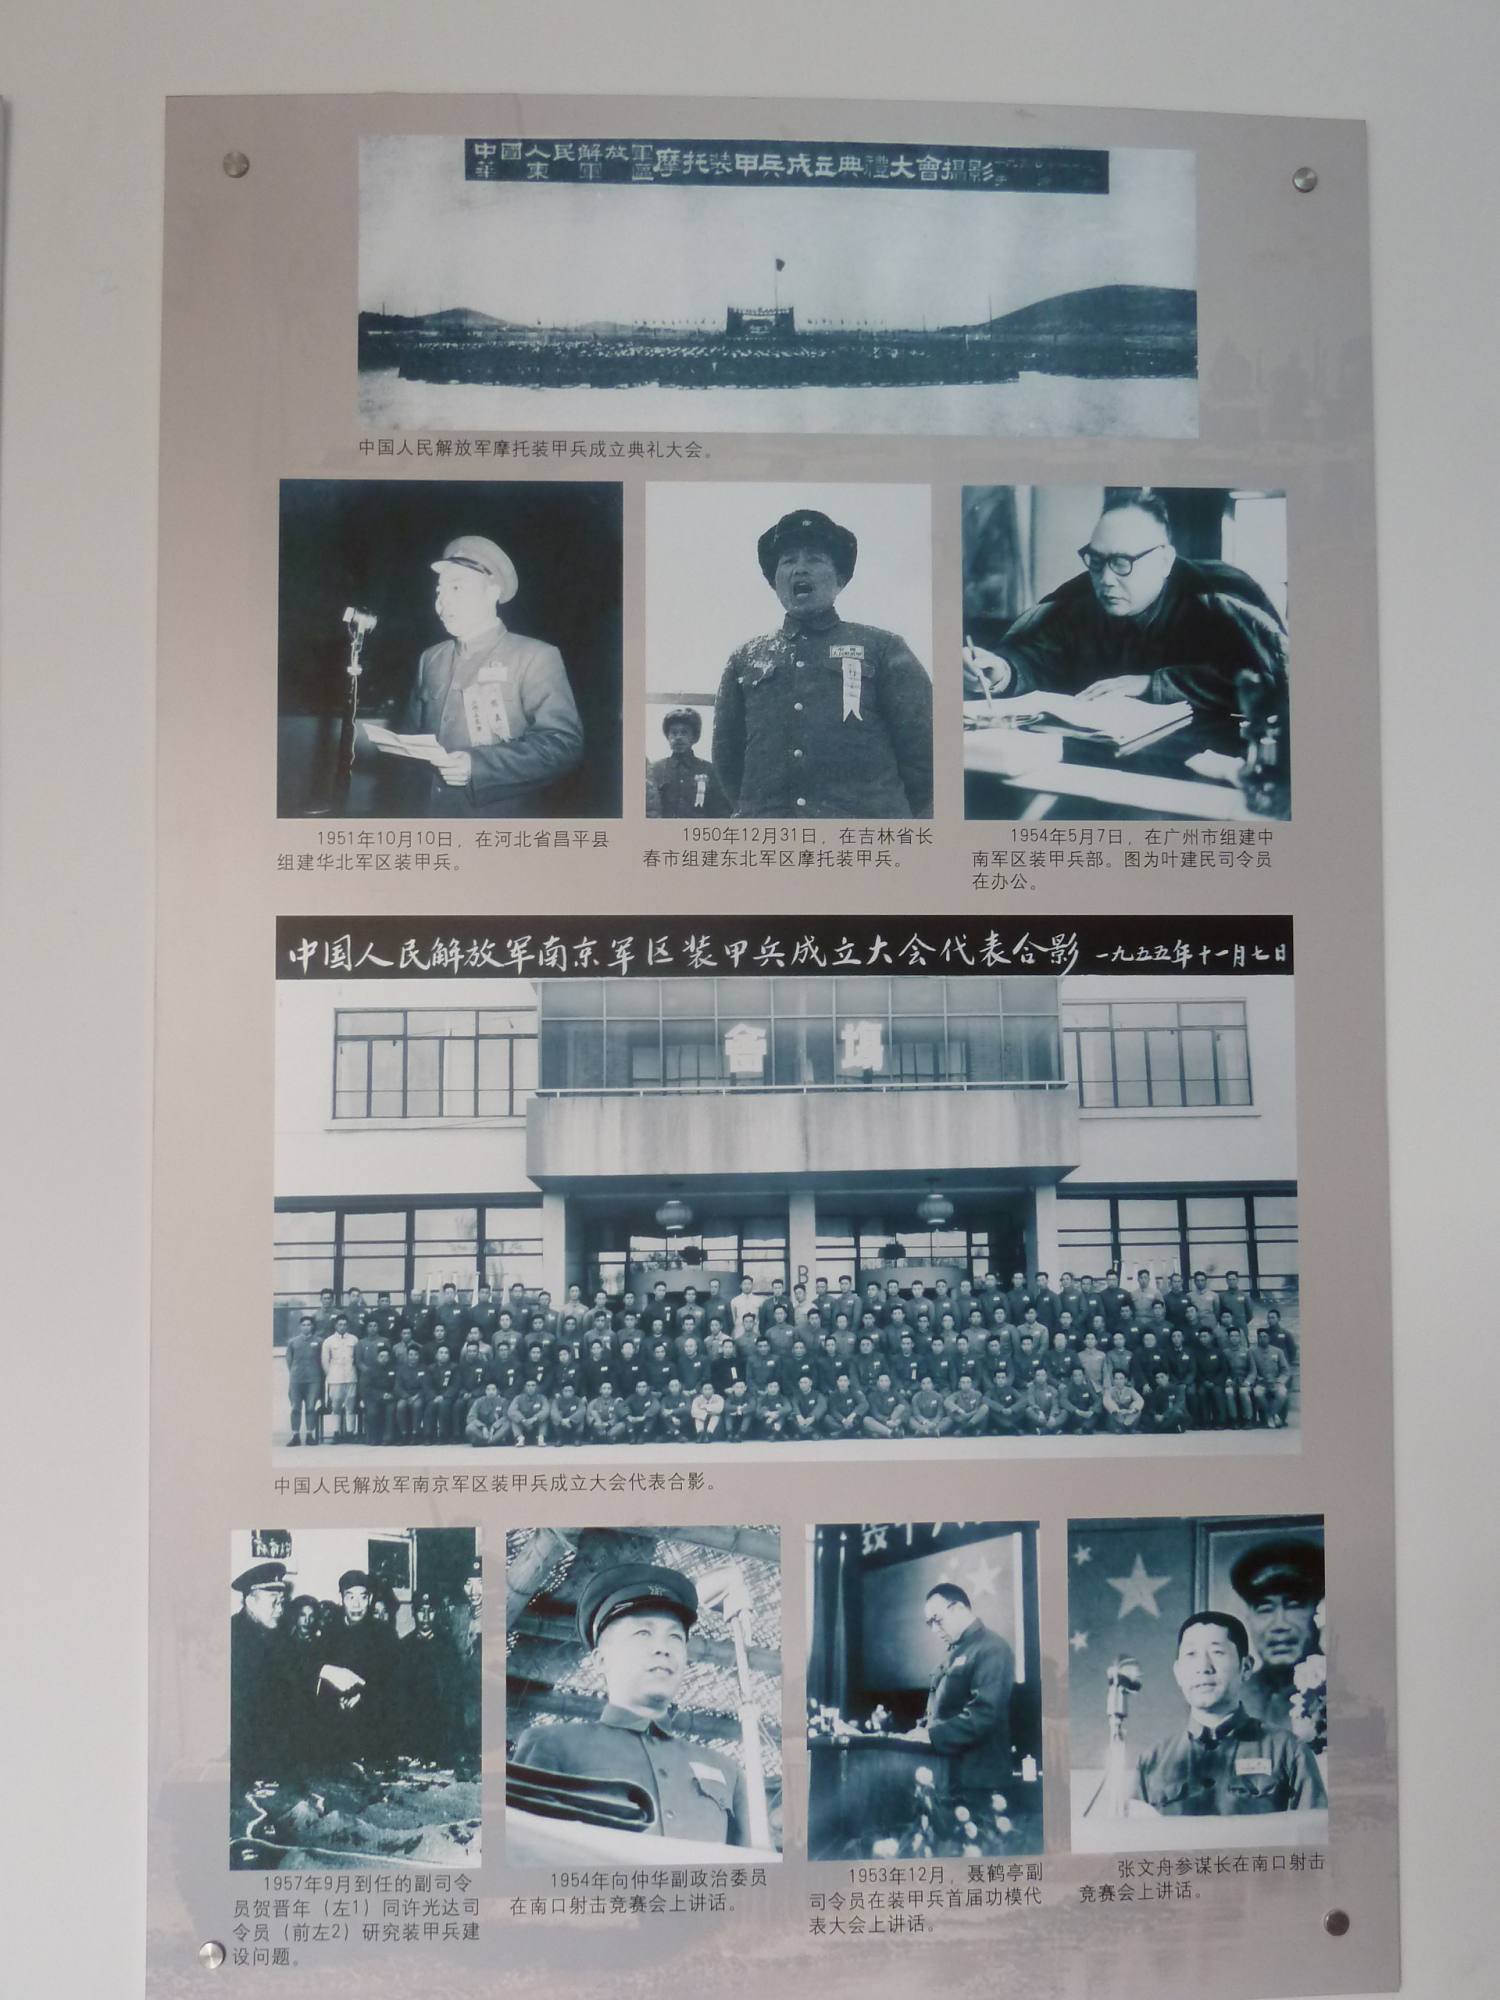 中國人民解放軍
華東軍區
摩托装甲兵成立典禮大會攝影
中国人民解放军摩托装甲兵成立典礼大会。
1951年10月10日，在河北省昌平县
组建华北军区装甲兵。
1950年12月31日，在吉林省长
春市组建东北军区摩托装甲兵。
1954年5月7日，在广州市组建中
南军区装甲兵部。图为叶建民司令员
在办公。
中国人民解放军南京军区装甲兵成立大会代表合影 一九五五年十一月七日
會場
B
中国人民解放军南京军区装甲兵成立大会代表合影。
1957年9月到任的副司令
员贺晋年（左1）同许光达司
令员（前左2）研究装甲兵建
设问题。
1954年向仲华副政治委员
在南口射击竞赛会上讲话。
1953年12月，聂鹤亭副
司令员在装甲兵首届功模代
表大会上讲话。
张文舟参谋长在南口射击
竞赛会上讲话。